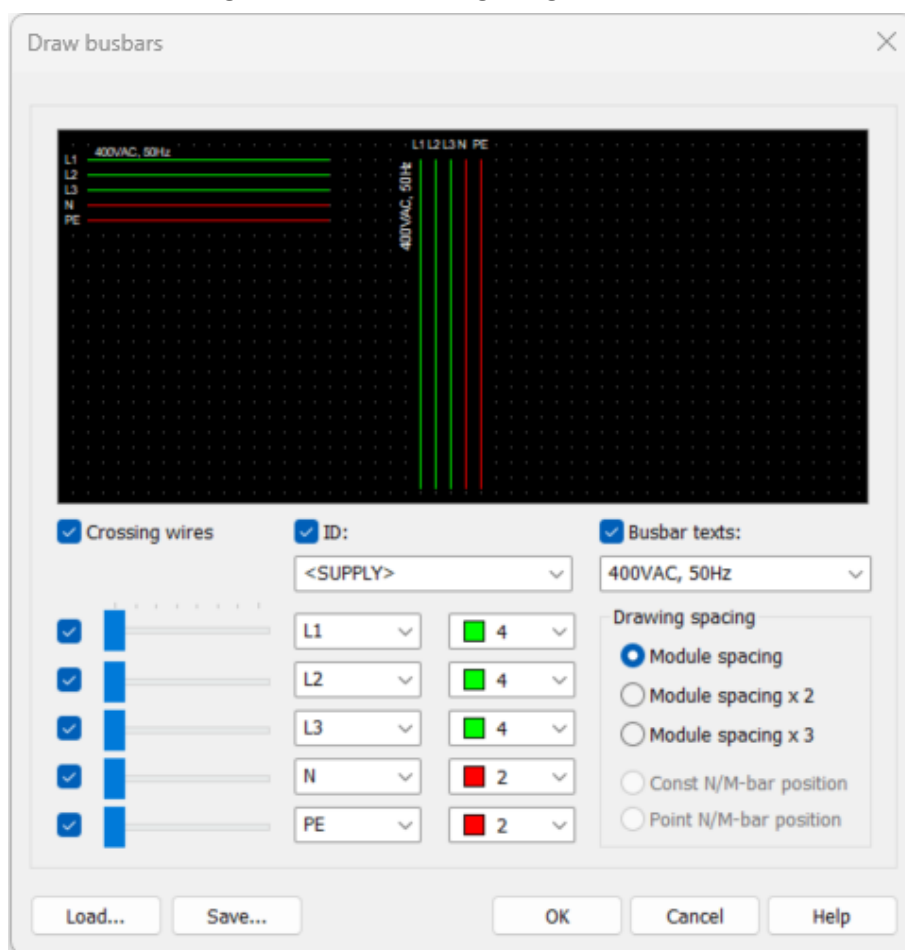 Draw busbars
400VAC, 50Hz
L1
L2
L3
N
PE
L1 L2 L3 N PE
400VAC, 50Hz
Crossing wires
ID:
Busbar texts:
<SUPPLY>
400VAC, 50Hz
Drawing spacing
L1 4
Module spacing
L2 4
Module spacing x 2
L3 4
Module spacing x 3
N 2
Const N/M-bar position
PE 2
Point N/M-bar position
Load... Save... OK Cancel Help